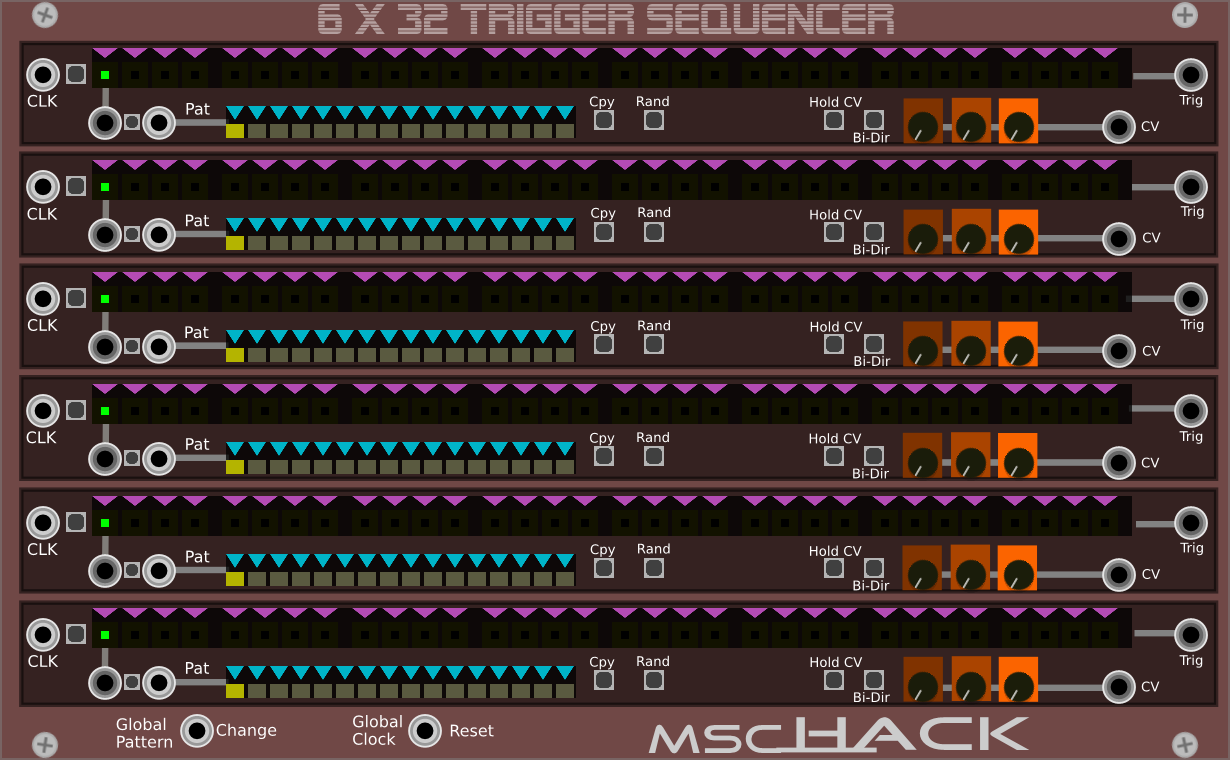 6 X 32 TRIGGER SEQUENCER
CLK Pat Cpy Rand Hold CV Bi-Dir Trig CV
CLK Pat Cpy Rand Hold CV Bi-Dir Trig CV
CLK Pat Cpy Rand Hold CV Bi-Dir Trig CV
CLK Pat Cpy Rand Hold CV Bi-Dir Trig CV
CLK Pat Cpy Rand Hold CV Bi-Dir Trig CV
CLK Pat Cpy Rand Hold CV Bi-Dir Trig CV
Global Pattern Change Global Clock Reset
MSCHACK